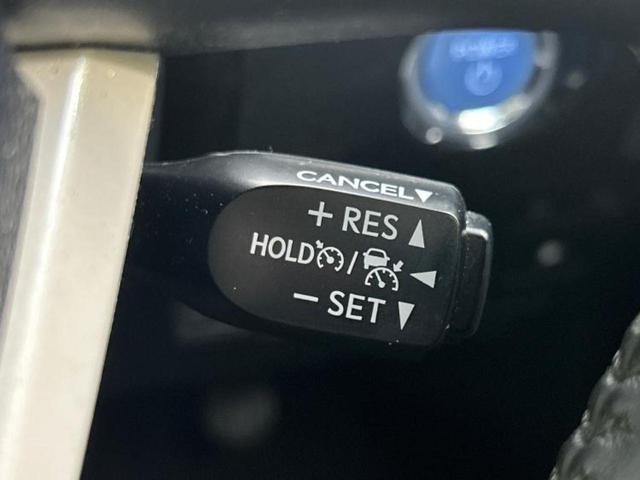 CANCEL▼
+ RES ▲
HOLD / ◀
− SET ▼